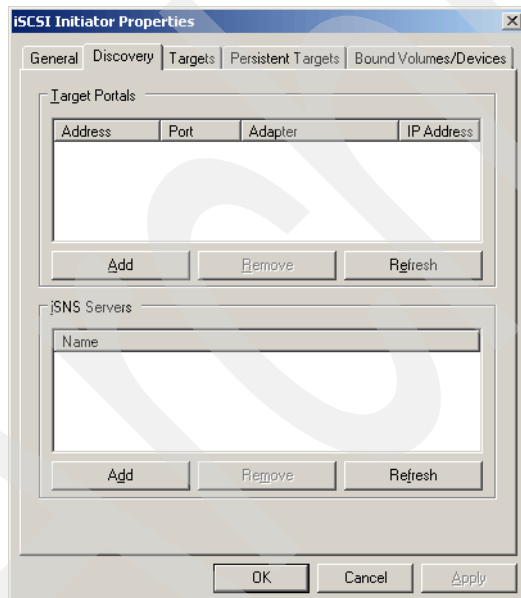 iSCSI Initiator Properties
General Discovery Targets Persistent Targets Bound Volumes/Devices
Target Portals
Address Port Adapter IP Address
Add Remove Refresh
iSNS Servers
Name
Add Remove Refresh
OK Cancel Apply